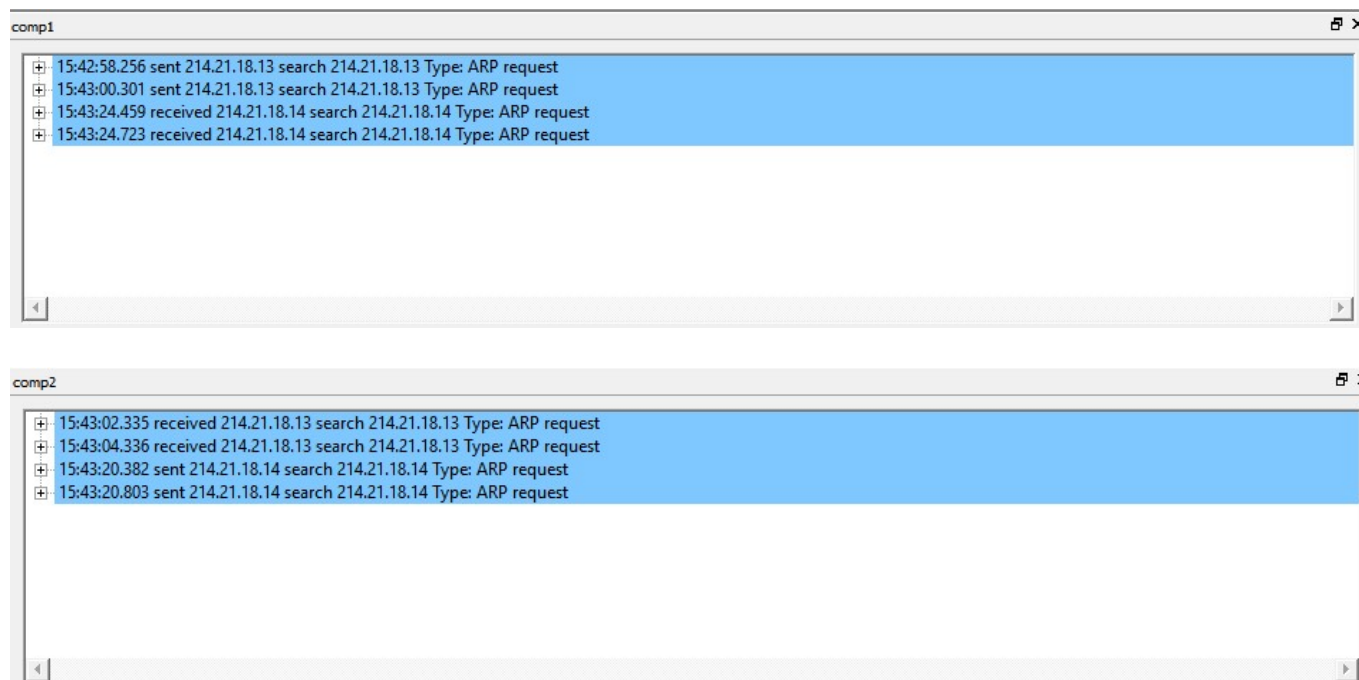 comp1
15:42:58.256 sent 214.21.18.13 search 214.21.18.13 Type: ARP request
15:43:00.301 sent 214.21.18.13 search 214.21.18.13 Type: ARP request
15:43:24.459 received 214.21.18.14 search 214.21.18.14 Type: ARP request
15:43:24.723 received 214.21.18.14 search 214.21.18.14 Type: ARP request
comp2
15:43:02.335 received 214.21.18.13 search 214.21.18.13 Type: ARP request
15:43:04.336 received 214.21.18.13 search 214.21.18.13 Type: ARP request
15:43:20.382 sent 214.21.18.14 search 214.21.18.14 Type: ARP request
15:43:20.803 sent 214.21.18.14 search 214.21.18.14 Type: ARP request